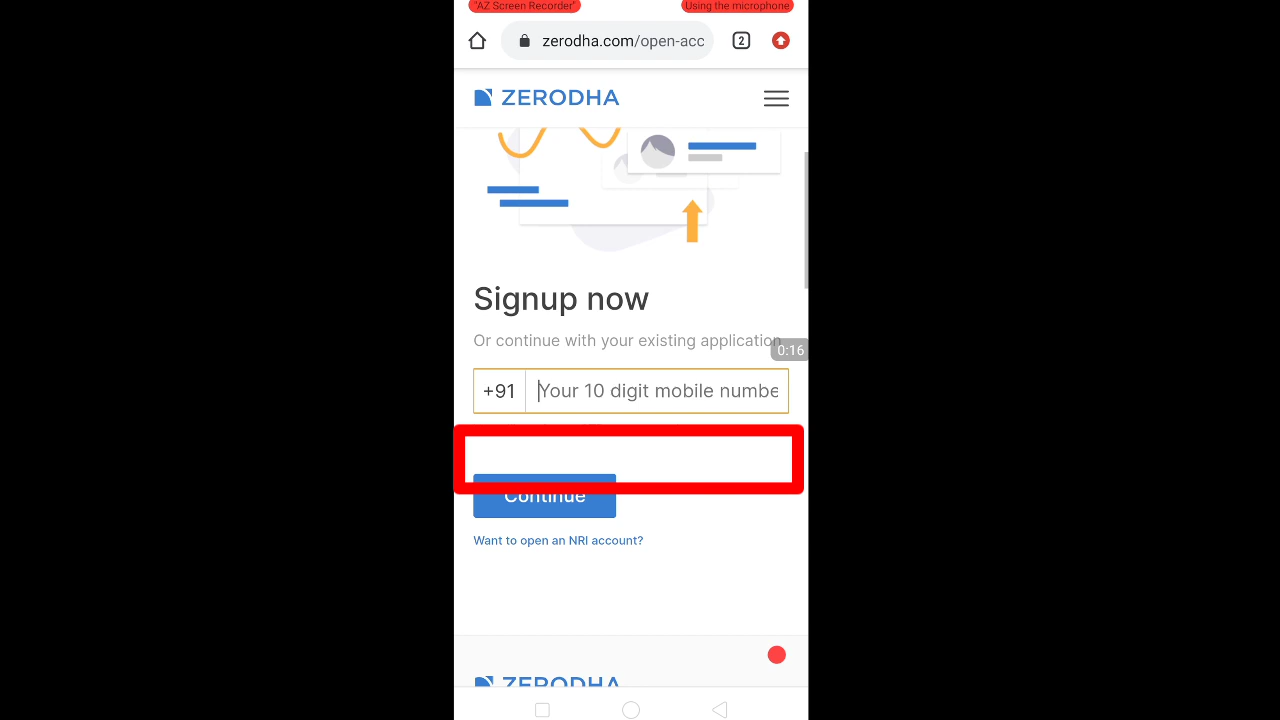 "AZ Screen Recorder"
Using the microphone
zerodha.com/open-acc
2
ZERODHA
Signup now
Or continue with your existing application
0:16
+91
Your 10 digit mobile numbe
Continue
Want to open an NRI account?
ZERODHA